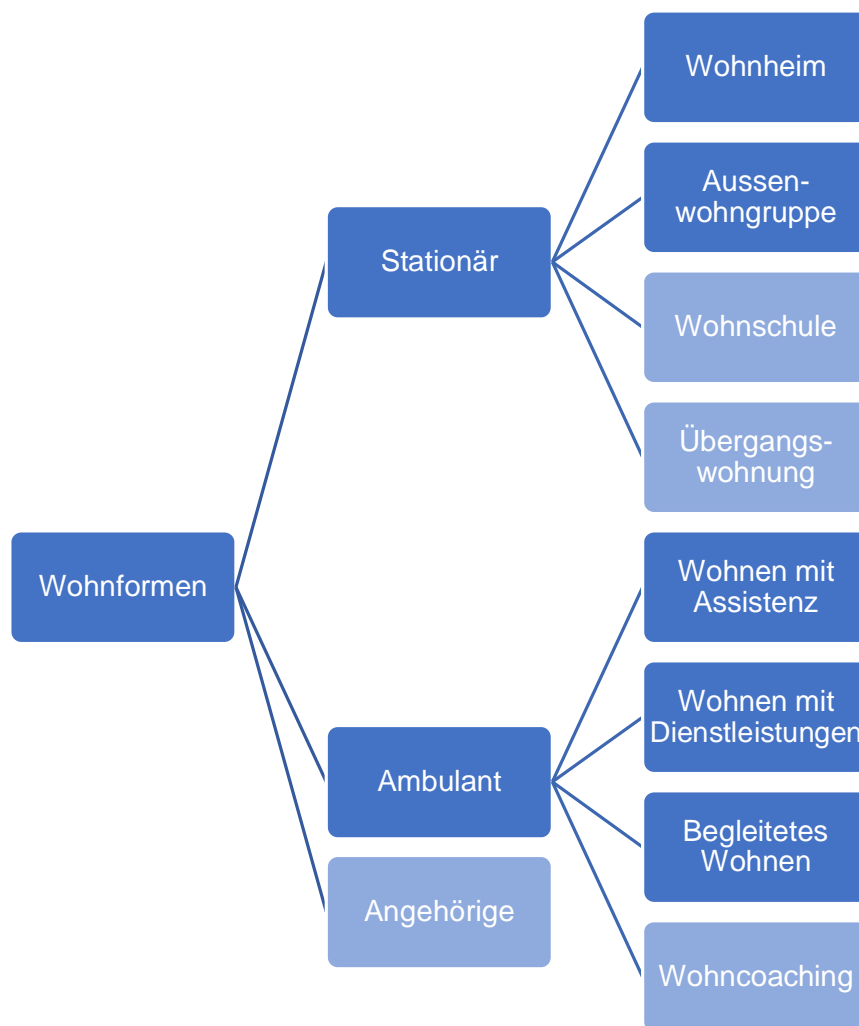 Wohnheim
Aussen-
wohngruppe
Stationär
Wohnschule
Übergangs-
wohnung
Wohnformen
Wohnen mit
Assistenz
Wohnen mit
Dienstleistungen
Ambulant
Begleitetes
Wohnen
Angehörige
Wohncoaching